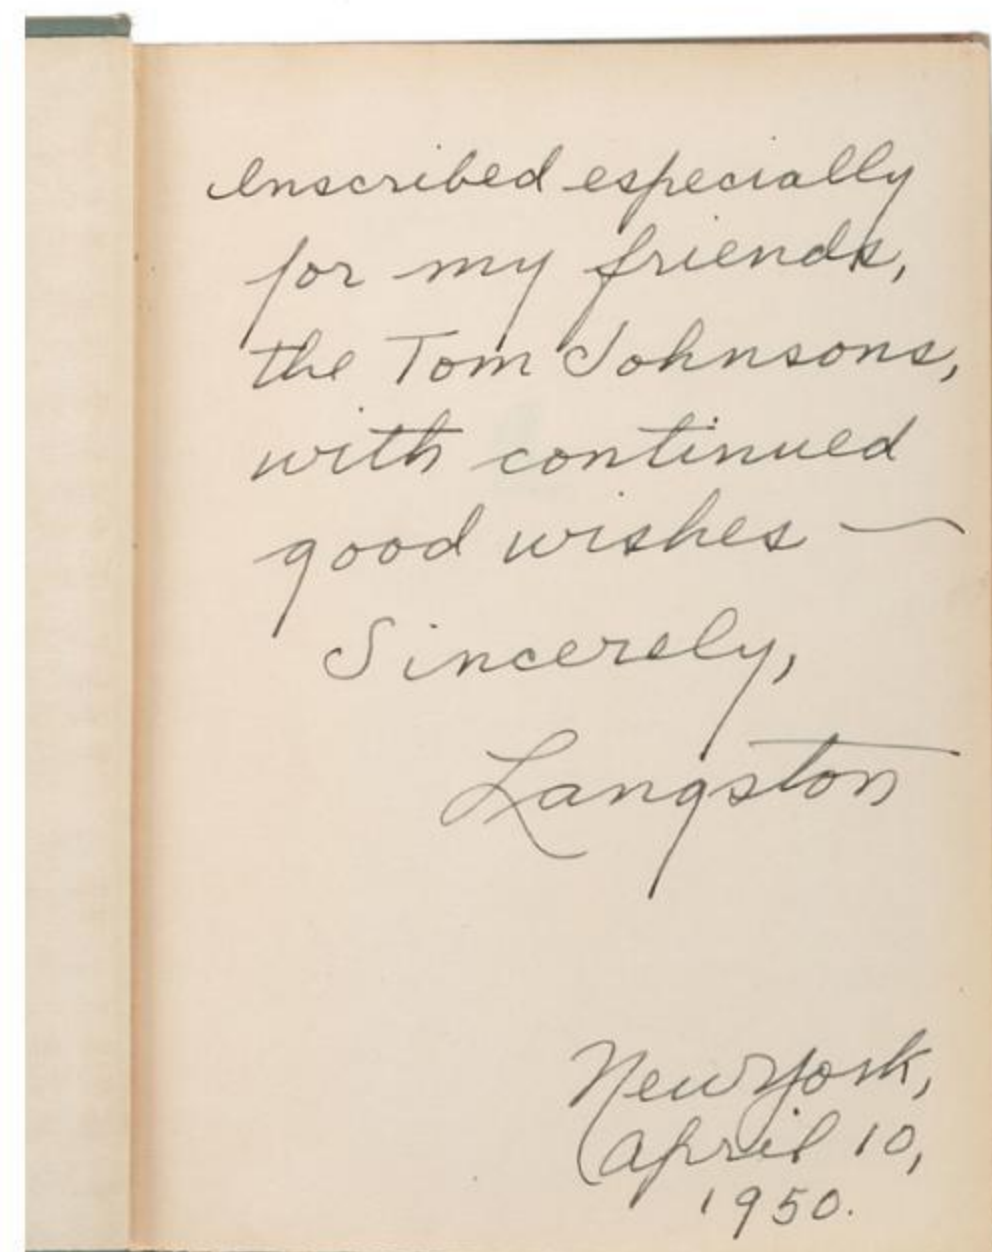 Inscribed especially
for my friends,
the Tom Johnsons,
with continued
good wishes —
Sincerely,
Langston
New York,
April 10,
1950.